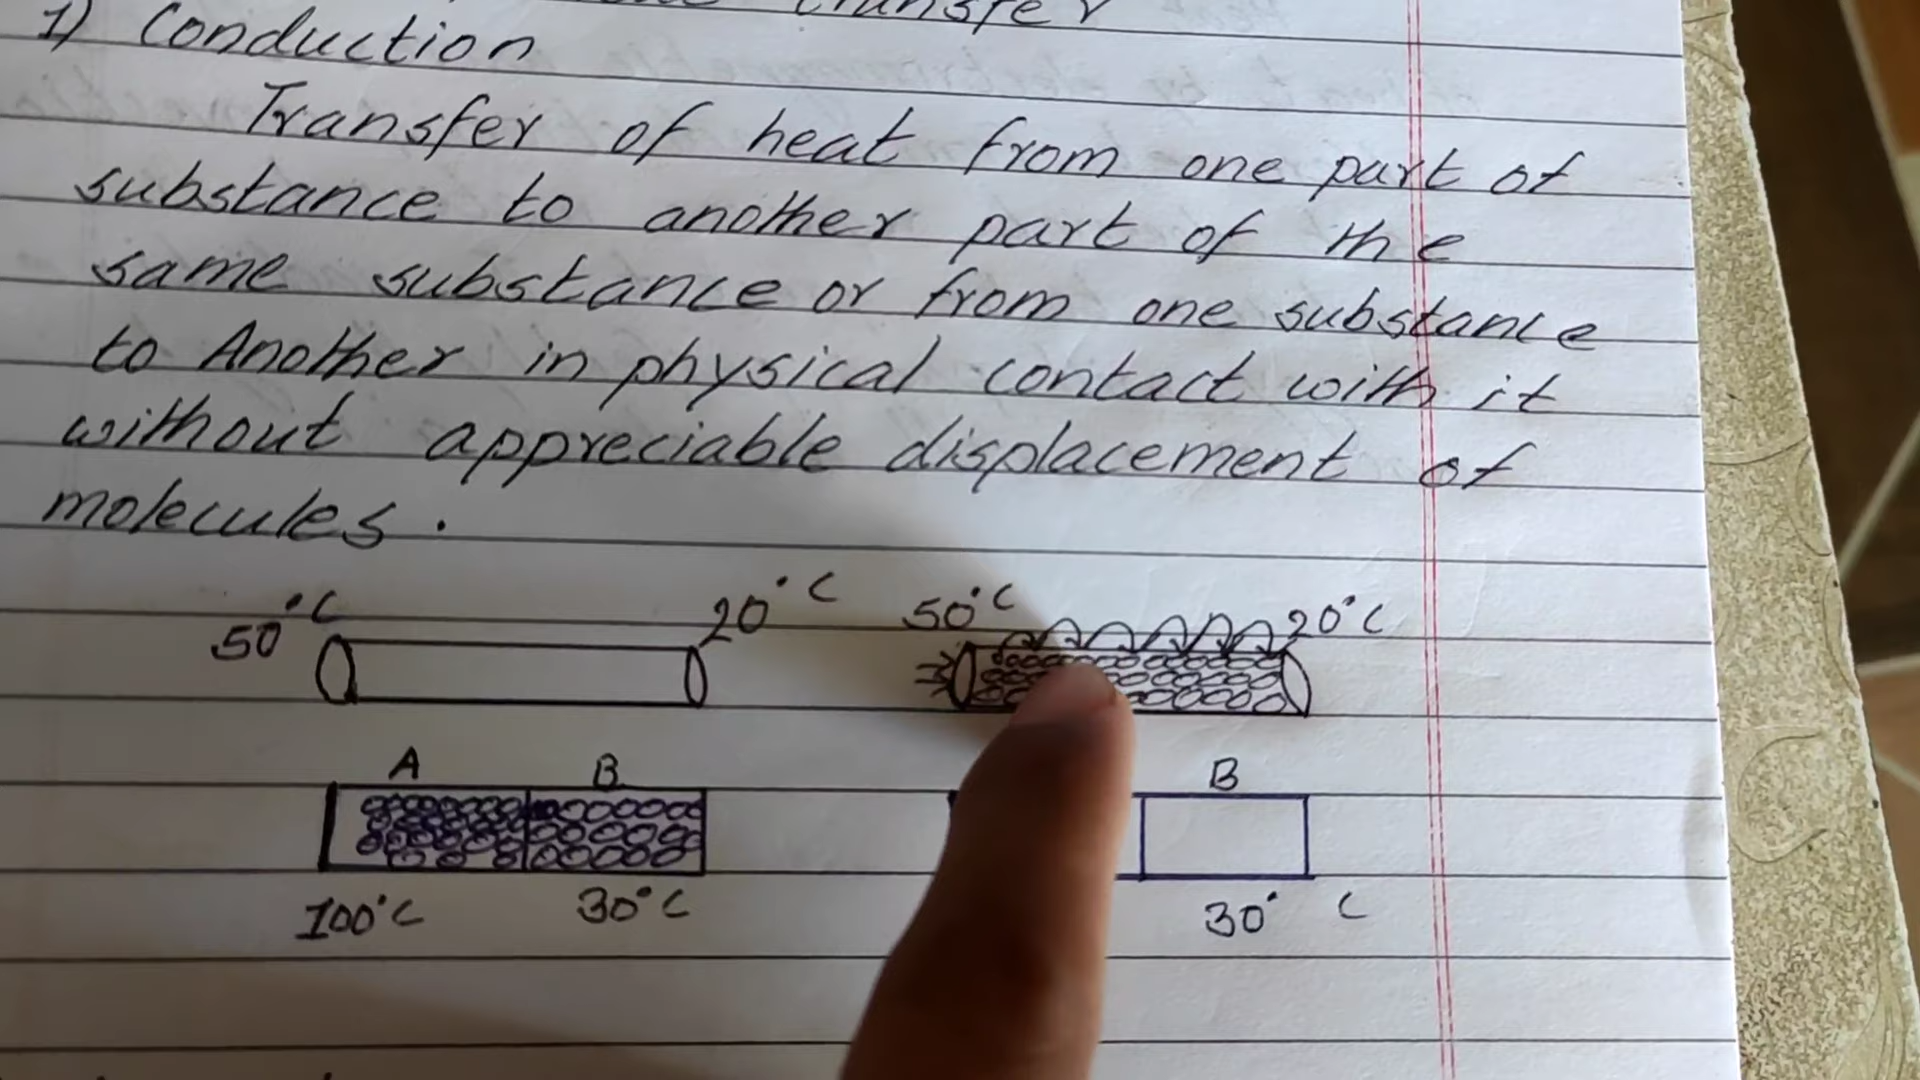 transfer
1) Conduction
Transfer of heat from one part of
substance to another part of the
same substance or from one substance
to Another in physical contact with it
without appreciable displacement of
molecules.
50°C 20°C 50°C 20°C
A B B
100°C 30°C 30° C